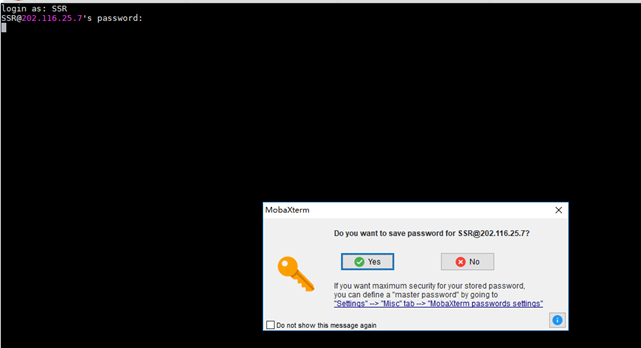 login as: SSR
SSR@202.116.25.7's password:
MobaXterm
Do you want to save password for SSR@202.116.25.7?
Yes
No
If you want maximum security for your stored password,
you can define a "master password" by going to
"Settings" --> "Misc" tab --> "MobaXterm passwords settings"
Do not show this message again